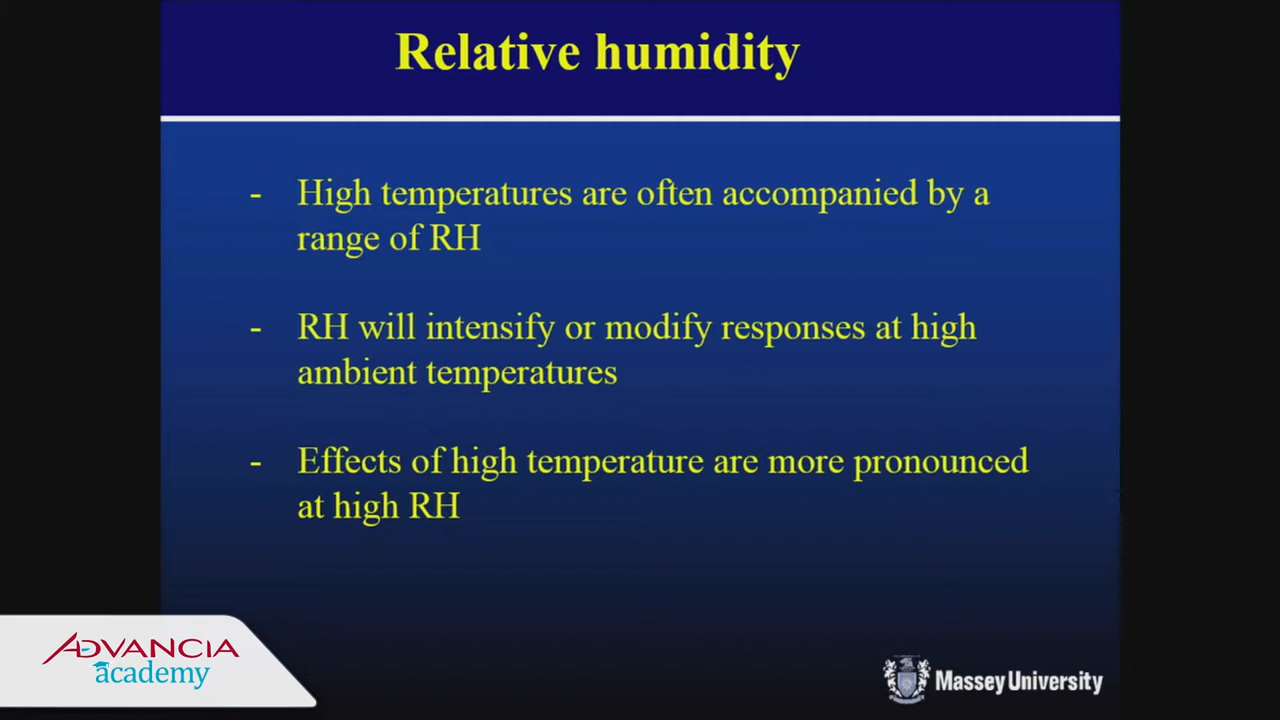 Relative humidity
- High temperatures are often accompanied by a
range of RH
- RH will intensify or modify responses at high
ambient temperatures
- Effects of high temperature are more pronounced
at high RH
ADVANCIA
academy
Massey University